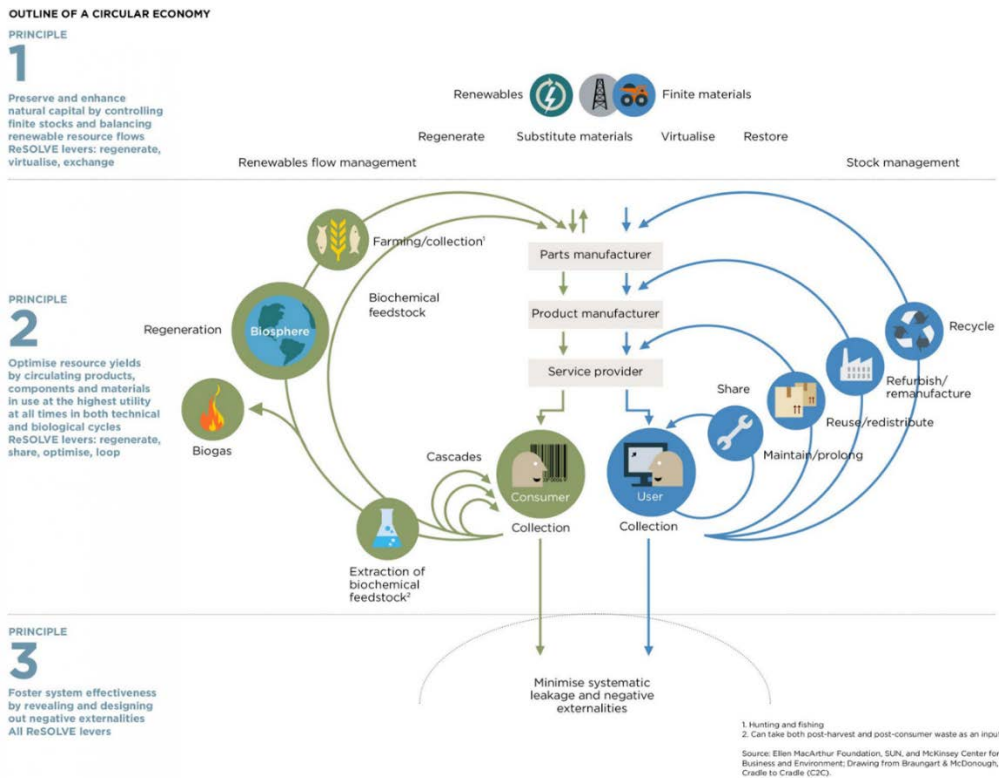 OUTLINE OF A CIRCULAR ECONOMY
PRINCIPLE
1
Preserve and enhance
natural capital by controlling
finite stocks and balancing
renewable resource flows
ReSOLVE levers: regenerate,
virtualise, exchange
Renewables
Finite materials
Regenerate
Substitute materials
Virtualise
Restore
Renewables flow management
Stock management
PRINCIPLE
2
Optimise resource yields
by circulating products,
components and materials
in use at the highest utility
at all times in both technical
and biological cycles
ReSOLVE levers: regenerate,
share, optimise, loop
Farming/collection¹
Biochemical
feedstock
Regeneration
Biosphere
Biogas
Cascades
Extraction of
biochemical
feedstock²
Parts manufacturer
Product manufacturer
Service provider
Consumer
Collection
User
Collection
Share
Maintain/prolong
Reuse/redistribute
Refurbish/
remanufacture
Recycle
PRINCIPLE
3
Foster system effectiveness
by revealing and designing
out negative externalities
All ReSOLVE levers
Minimise systematic
leakage and negative
externalities
1. Hunting and fishing
2. Can take both post-harvest and post-consumer waste as an
Source: Ellen MacArthur Foundation, SUN, and McKinsey Center for
Business and Environment; Drawing from Braungart & McDonough,
Cradle to Cradle (C2C).